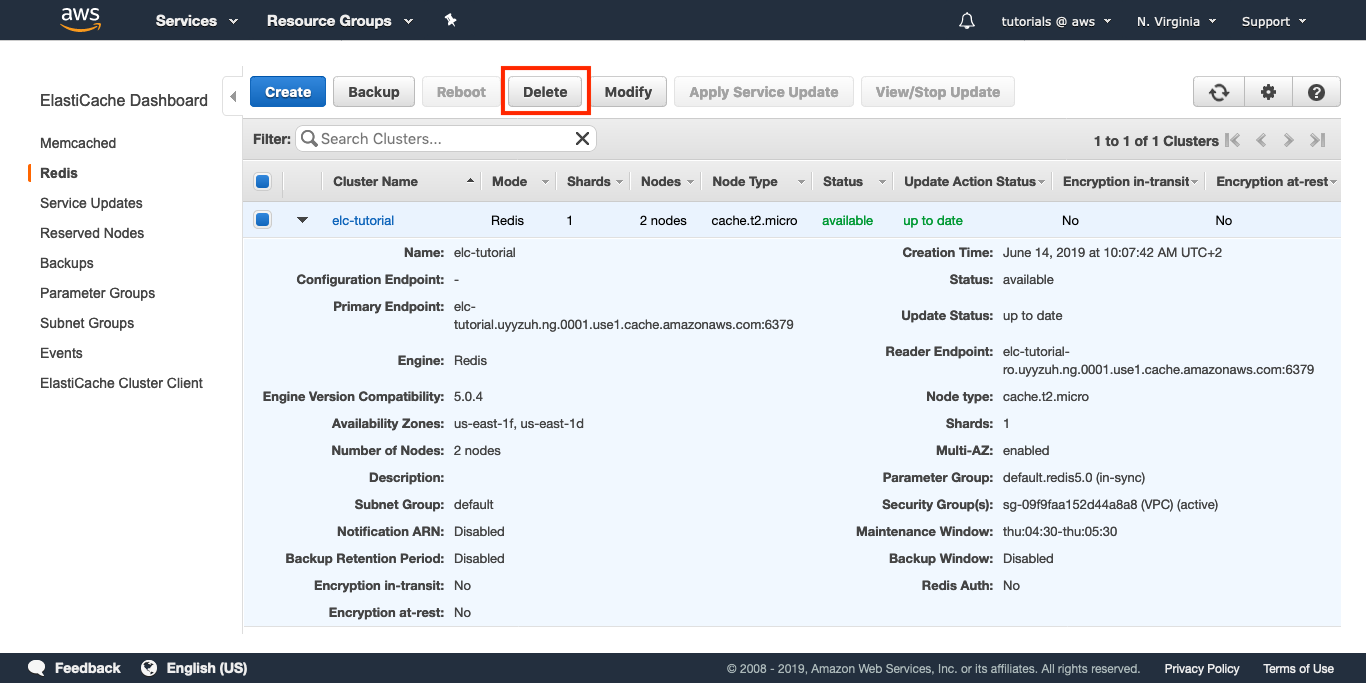 aws
Services
Resource Groups
tutorials @ aws
N. Virginia
Support
ElastiCache Dashboard
Memcached
Redis
Service Updates
Reserved Nodes
Backups
Parameter Groups
Subnet Groups
Events
ElastiCache Cluster Client
Create
Backup
Reboot
Delete
Modify
Apply Service Update
View/Stop Update
Filter: Search Clusters...
1 to 1 of 1 Clusters
Cluster Name Mode Shards Nodes Node Type Status Update Action Status Encryption in-transit Encryption at-rest
elc-tutorial Redis 1 2 nodes cache.t2.micro available up to date No No
Name: elc-tutorial
Configuration Endpoint: -
Primary Endpoint: elc-
tutorial.uyyzuh.ng.0001.use1.cache.amazonaws.com:6379
Engine: Redis
Engine Version Compatibility: 5.0.4
Availability Zones: us-east-1f, us-east-1d
Number of Nodes: 2 nodes
Description:
Subnet Group: default
Notification ARN: Disabled
Backup Retention Period: Disabled
Encryption in-transit: No
Encryption at-rest: No
Creation Time: June 14, 2019 at 10:07:42 AM UTC+2
Status: available
Update Status: up to date
Reader Endpoint: elc-tutorial-
ro.uyyzuh.ng.0001.use1.cache.amazonaws.com:6379
Node type: cache.t2.micro
Shards: 1
Multi-AZ: enabled
Parameter Group: default.redis5.0 (in-sync)
Security Group(s): sg-09f9faa152d44a8a8 (VPC) (active)
Maintenance Window: thu:04:30-thu:05:30
Backup Window: Disabled
Redis Auth: No
Feedback
English (US)
© 2008 - 2019, Amazon Web Services, Inc. or its affiliates. All rights reserved.
Privacy Policy
Terms of Use